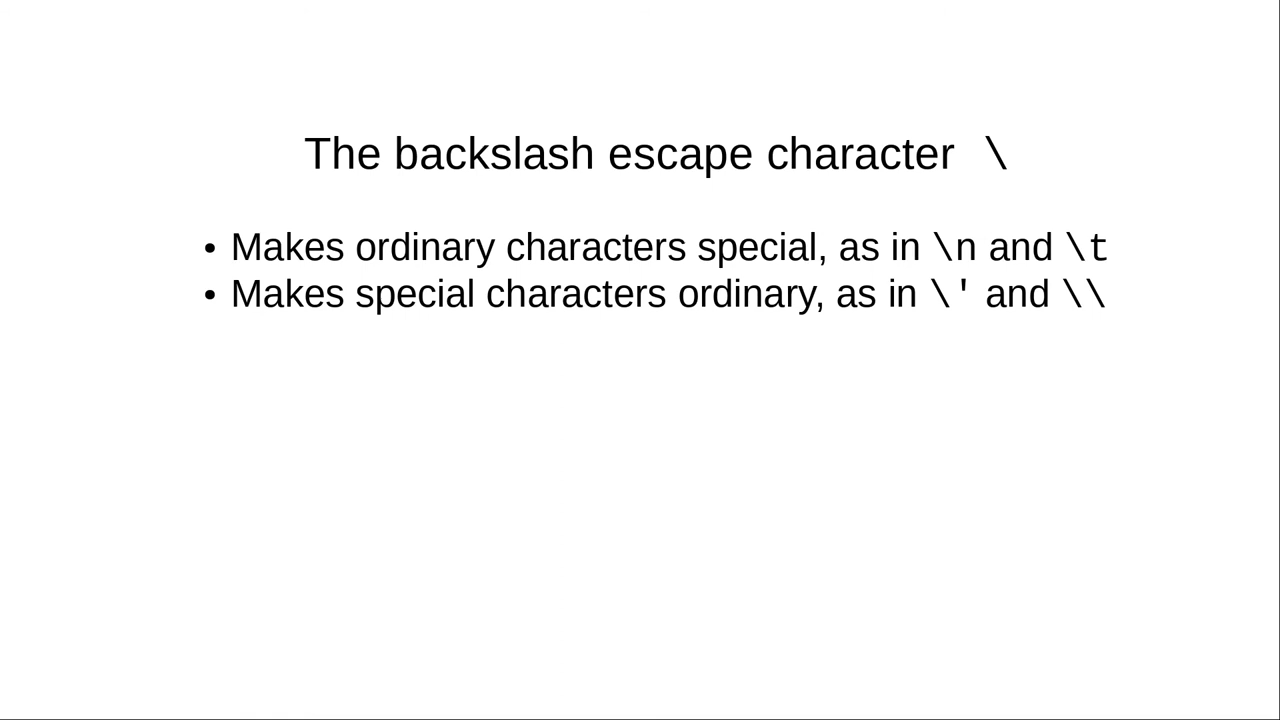 The backslash escape character \
• Makes ordinary characters special, as in \n and \t
• Makes special characters ordinary, as in \' and \\